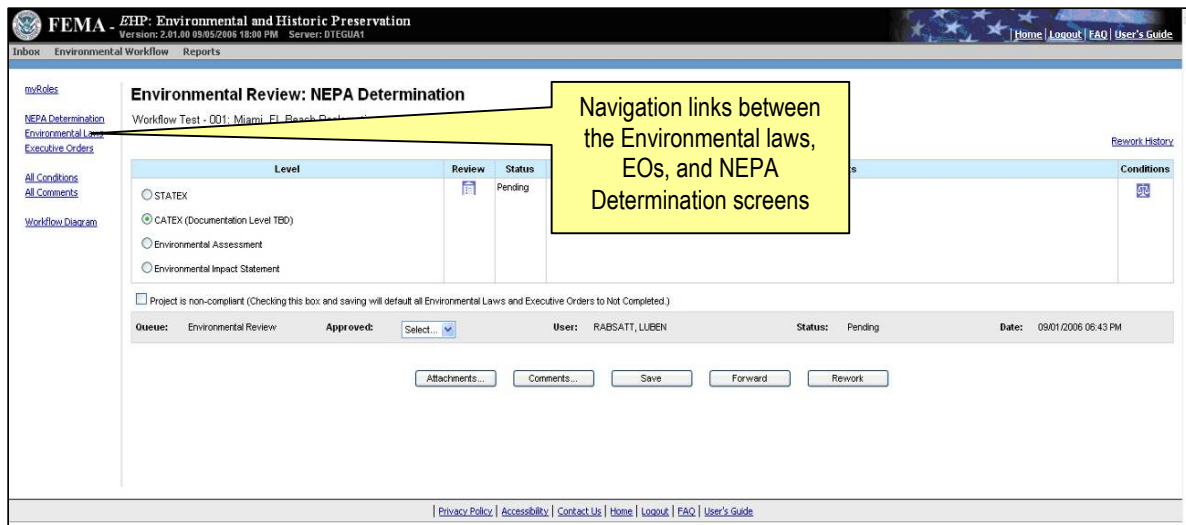 FEMA - EHP: Environmental and Historic Preservation
Version: 2.01.00 09/05/2006 18:00 PM Server: DTEGUA1
Home | Logout | FAQ | User's Guide
Inbox Environmental Workflow Reports
myRoles
NEPA Determination
Environmental Laws
Executive Orders
All Conditions
All Comments
Workflow Diagram
Environmental Review: NEPA Determination
Workflow Test - 001: Miami, FL Beach
Navigation links between
the Environmental laws,
EOs, and NEPA
Determination screens
Rework History
Level Review Status Conditions
STATEX
CATEX (Documentation Level TBD)
Environmental Assessment
Environmental Impact Statement
Pending
Project is non-compliant (Checking this box and saving will default all Environmental Laws and Executive Orders to Not Completed.)
Queue: Environmental Review Approved: Select... User: RABSATT, LUBEN Status: Pending Date: 09/01/2006 06:43 PM
Attachments... Comments... Save Forward Rework
| Privacy Policy | Accessibility | Contact Us | Home | Logout | FAQ | User's Guide